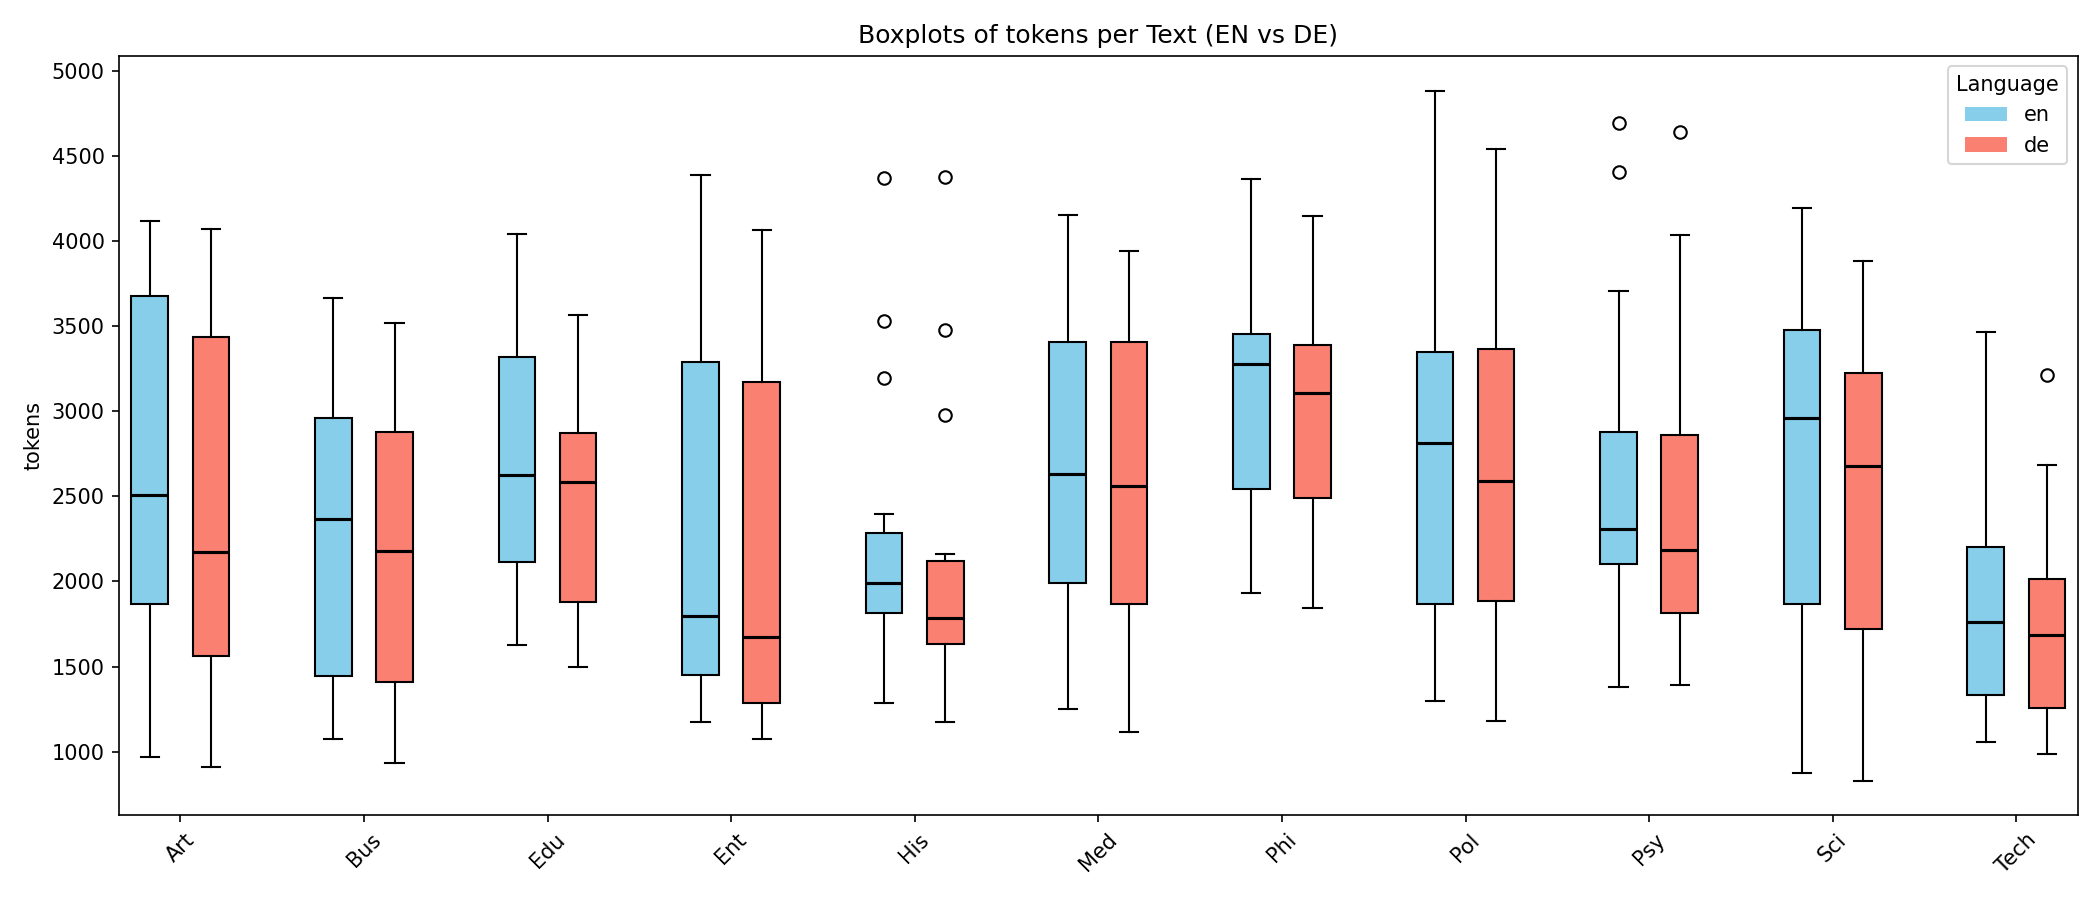 Boxplots of tokens per Text (EN vs DE)
Language
en
de
tokens
5000
4500
4000
3500
3000
2500
2000
1500
1000
Art
Bus
Edu
Ent
His
Med
Phi
Pol
Psy
Sci
Tech